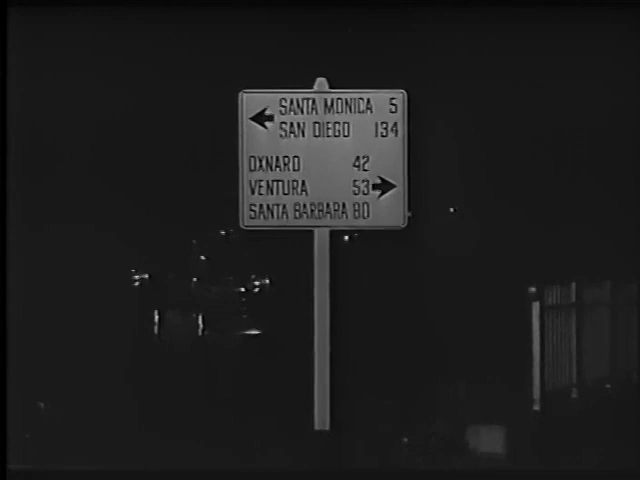 SANTA MONICA 5
SAN DIEGO 134
OXNARD 42
VENTURA 53
SANTA BARBARA 80